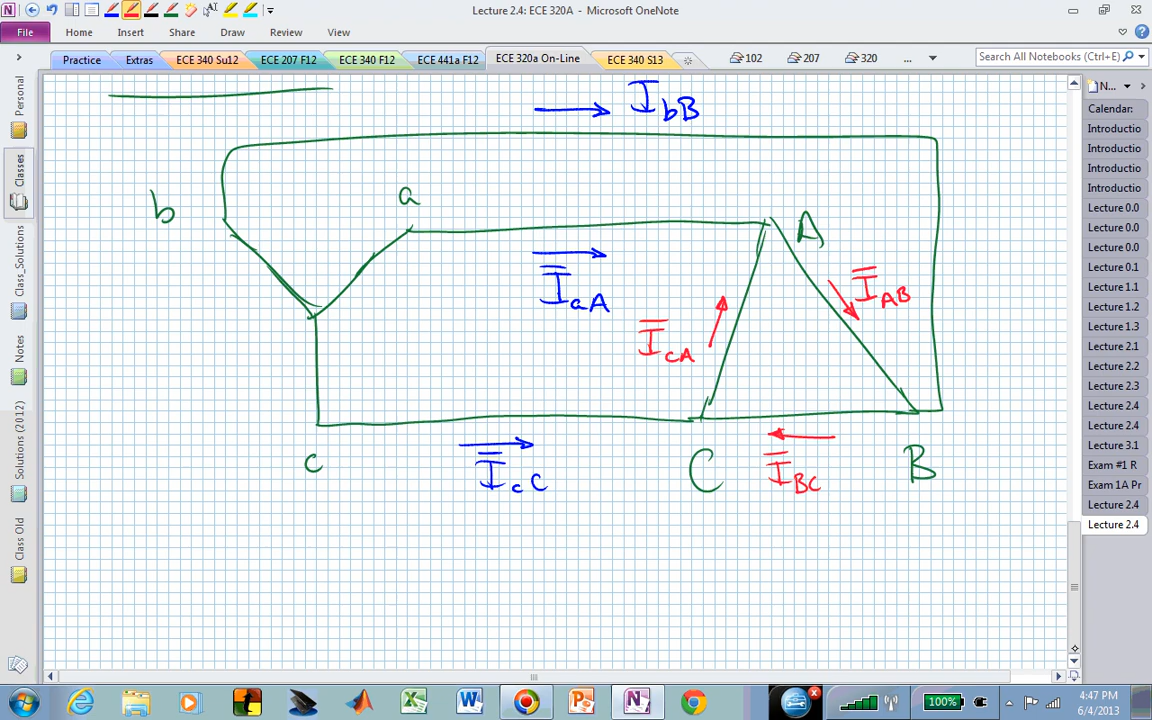 Lecture 2.4: ECE 320A - Microsoft OneNote
File Home Insert Share Draw Review View
Practice Extras ECE 340 Su12 ECE 207 F12 ECE 340 F12 ECE 441a F12 ECE 320a On-Line ECE 340 S13 102 207 320 ... Search All Notebooks (Ctrl+E)
Personal
Classes
Class_Solutions
Notes
Solutions (2012)
Class Old
I bB
b
a
A
I aA
I AB
I CA
c
I cC
C
I BC
B
N...
Calendar:
Introductio
Introductio
Introductio
Introductio
Lecture 0.0
Lecture 0.0
Lecture 0.0
Lecture 0.1
Lecture 1.1
Lecture 1.2
Lecture 1.3
Lecture 2.1
Lecture 2.2
Lecture 2.3
Lecture 2.4
Lecture 2.4
Lecture 3.1
Exam #1 R
Exam 1A Pr
Lecture 2.4
Lecture 2.4
100%
4:47 PM
6/4/2013